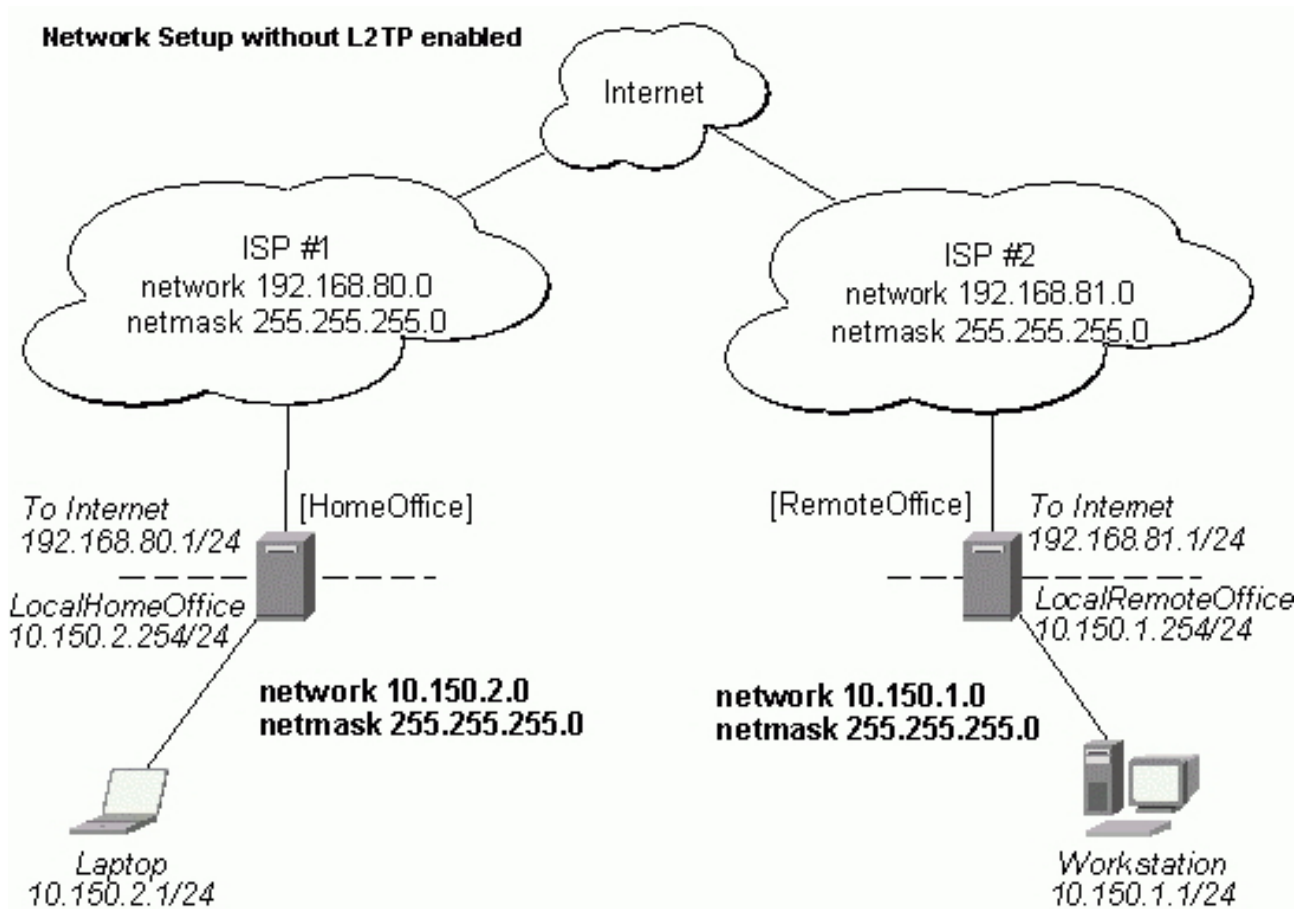 Network Setup without L2TP enabled
Internet
ISP #1
network 192.168.80.0
netmask 255.255.255.0
ISP #2
network 192.168.81.0
netmask 255.255.255.0
To Internet
192.168.80.1/24
[HomeOffice]
[RemoteOffice]
To Internet
192.168.81.1/24
LocalHomeOffice
10.150.2.254/24
LocalRemoteOffice
10.150.1.254/24
network 10.150.2.0
netmask 255.255.255.0
network 10.150.1.0
netmask 255.255.255.0
Laptop
10.150.2.1/24
Workstation
10.150.1.1/24